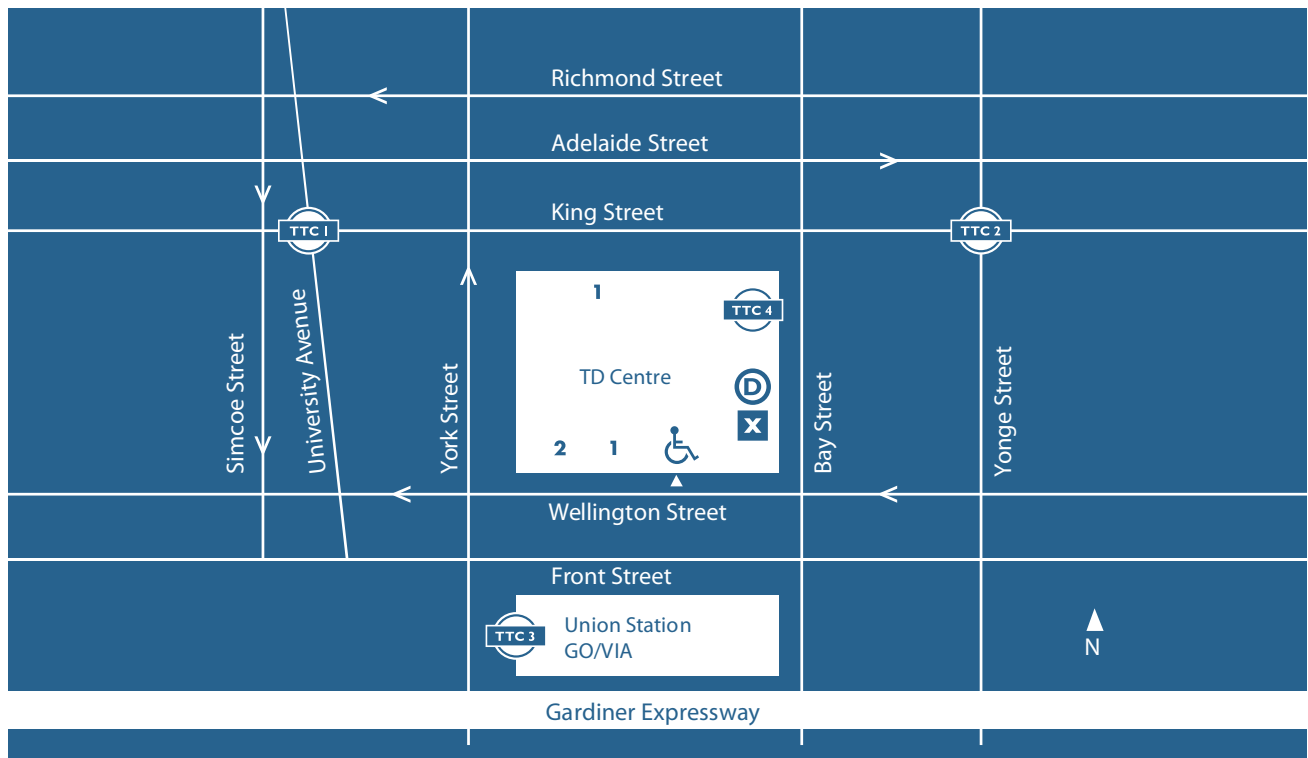 Richmond Street
Adelaide Street
King Street
TTC 1
TTC 2
1
TTC 4
TD Centre
D
X
2
1
Simcoe Street
University Avenue
York Street
Bay Street
Yonge Street
Wellington Street
Front Street
TTC 3
Union Station
GO/VIA
N
Gardiner Expressway